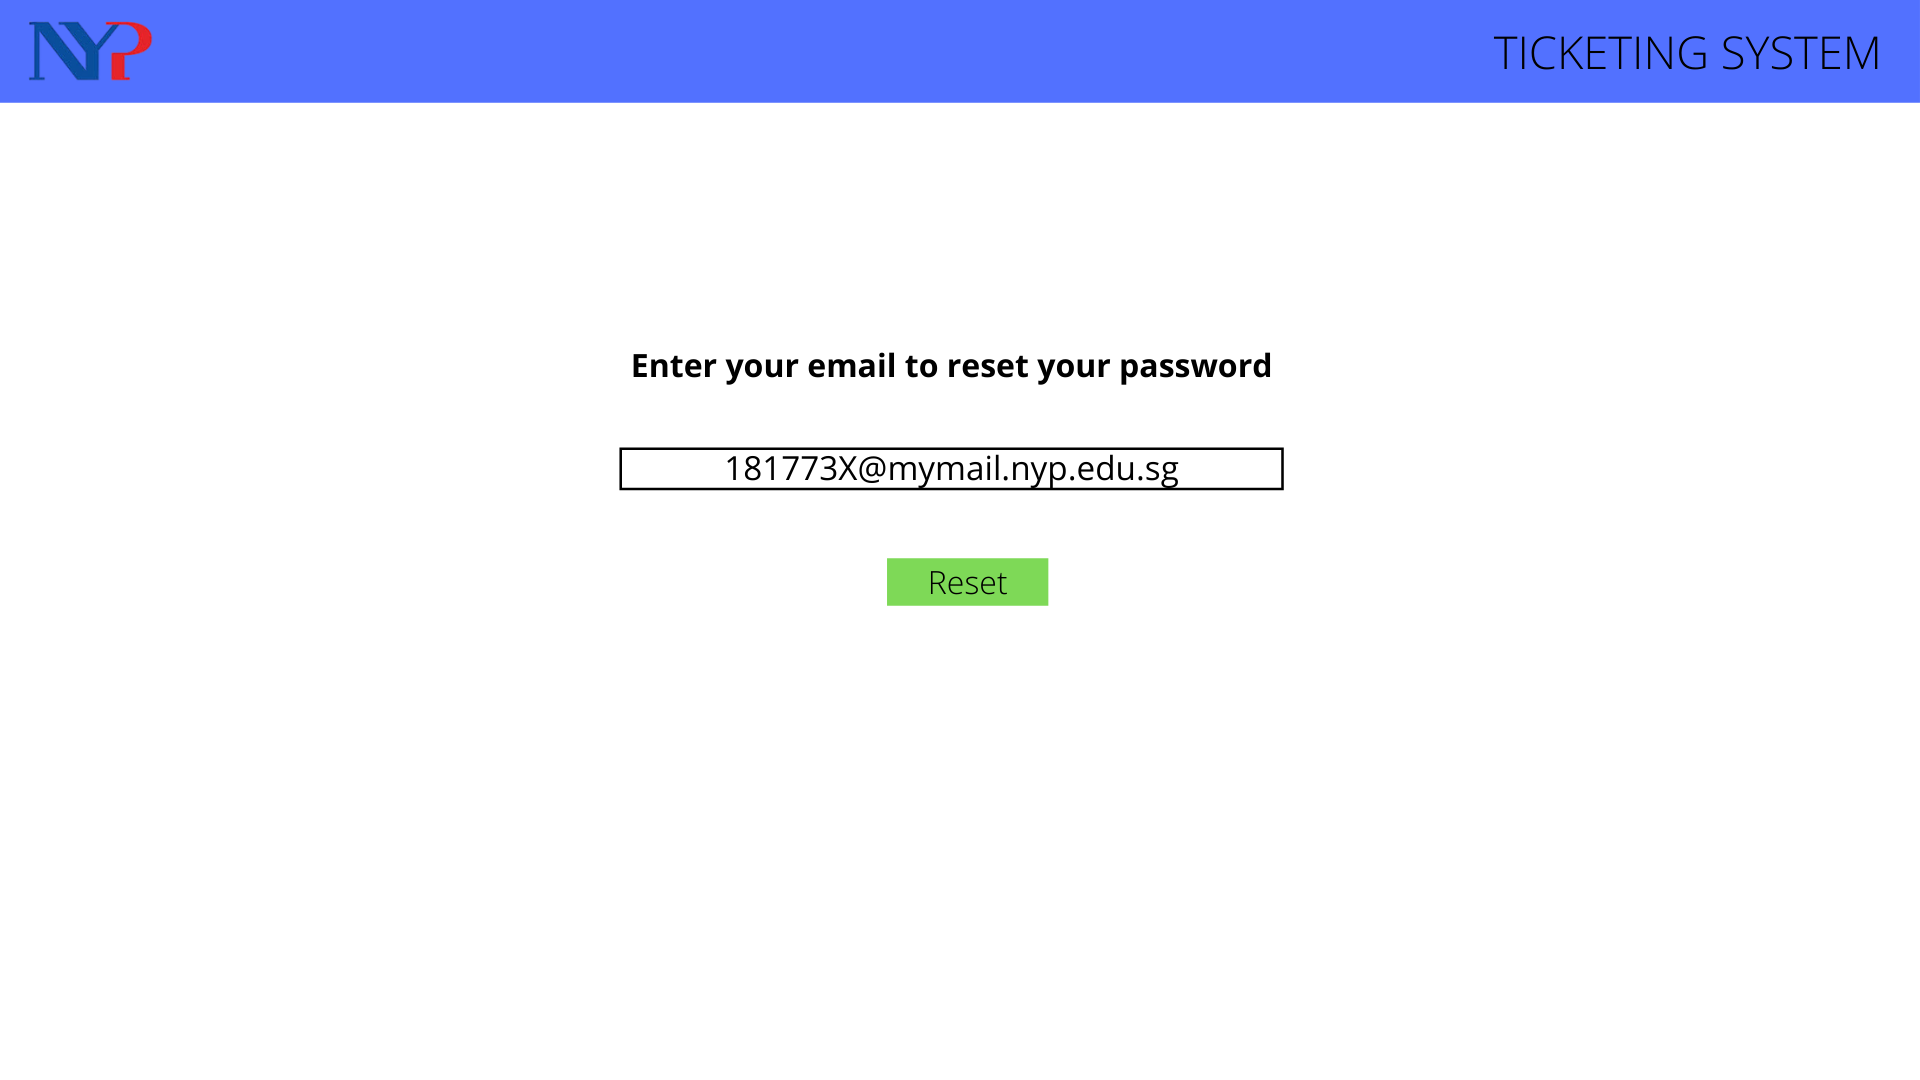 NYP
TICKETING SYSTEM
Enter your email to reset your password
181773X@mymail.nyp.edu.sg
Reset